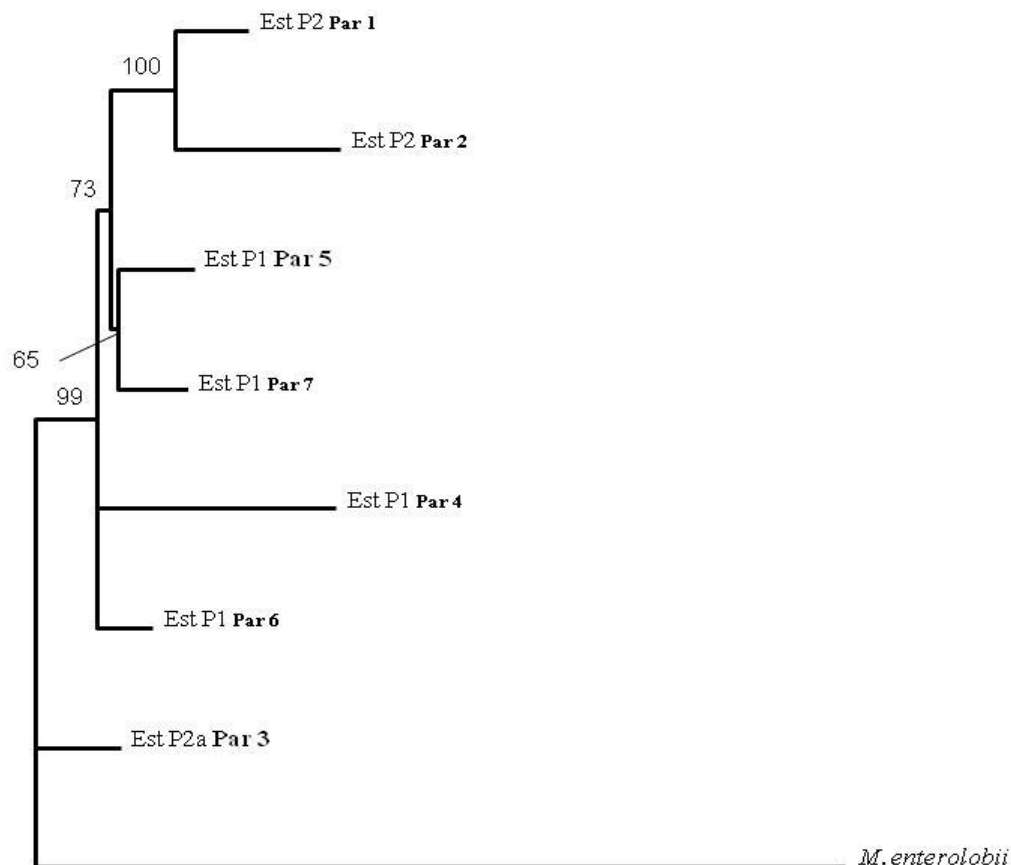 Est P2 Par 1
100
Est P2 Par 2
73
Est P1 Par 5
65
Est P1 Par 7
99
Est P1 Par 4
Est P1 Par 6
Est P2a Par 3
M.enterolobii